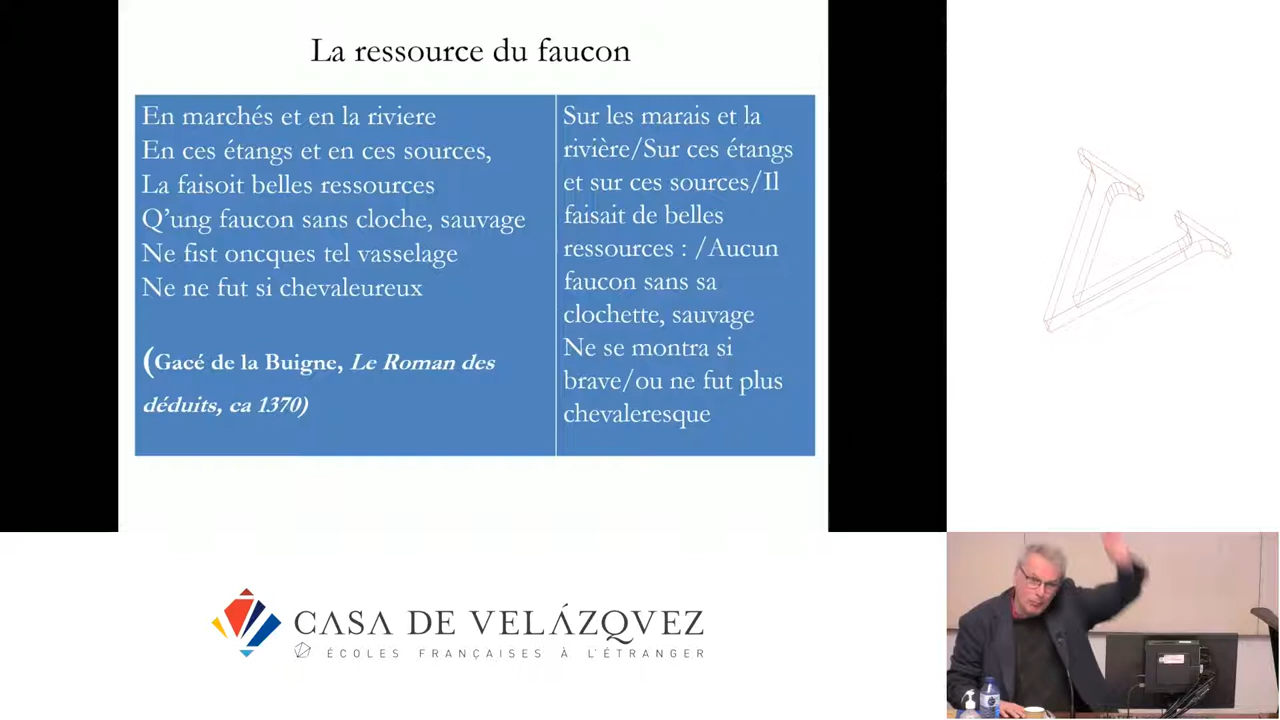 La ressource du faucon
En marchés et en la riviere
En ces étangs et en ces sources,
La faisoit belles ressources
Q'ung faucon sans cloche, sauvage
Ne fist oncques tel vasselage
Ne ne fut si chevaleureux
(Gacé de la Buigne, Le Roman des
déduits, ca 1370)
Sur les marais et la
rivière/Sur ces étangs
et sur ces sources/Il
faisait de belles
ressources : /Aucun
faucon sans sa
clochette, sauvage
Ne se montra si
brave/ou ne fut plus
chevaleresque
CASA DE VELÁZQVEZ
ÉCOLES FRANÇAISES À L'ÉTRANGER